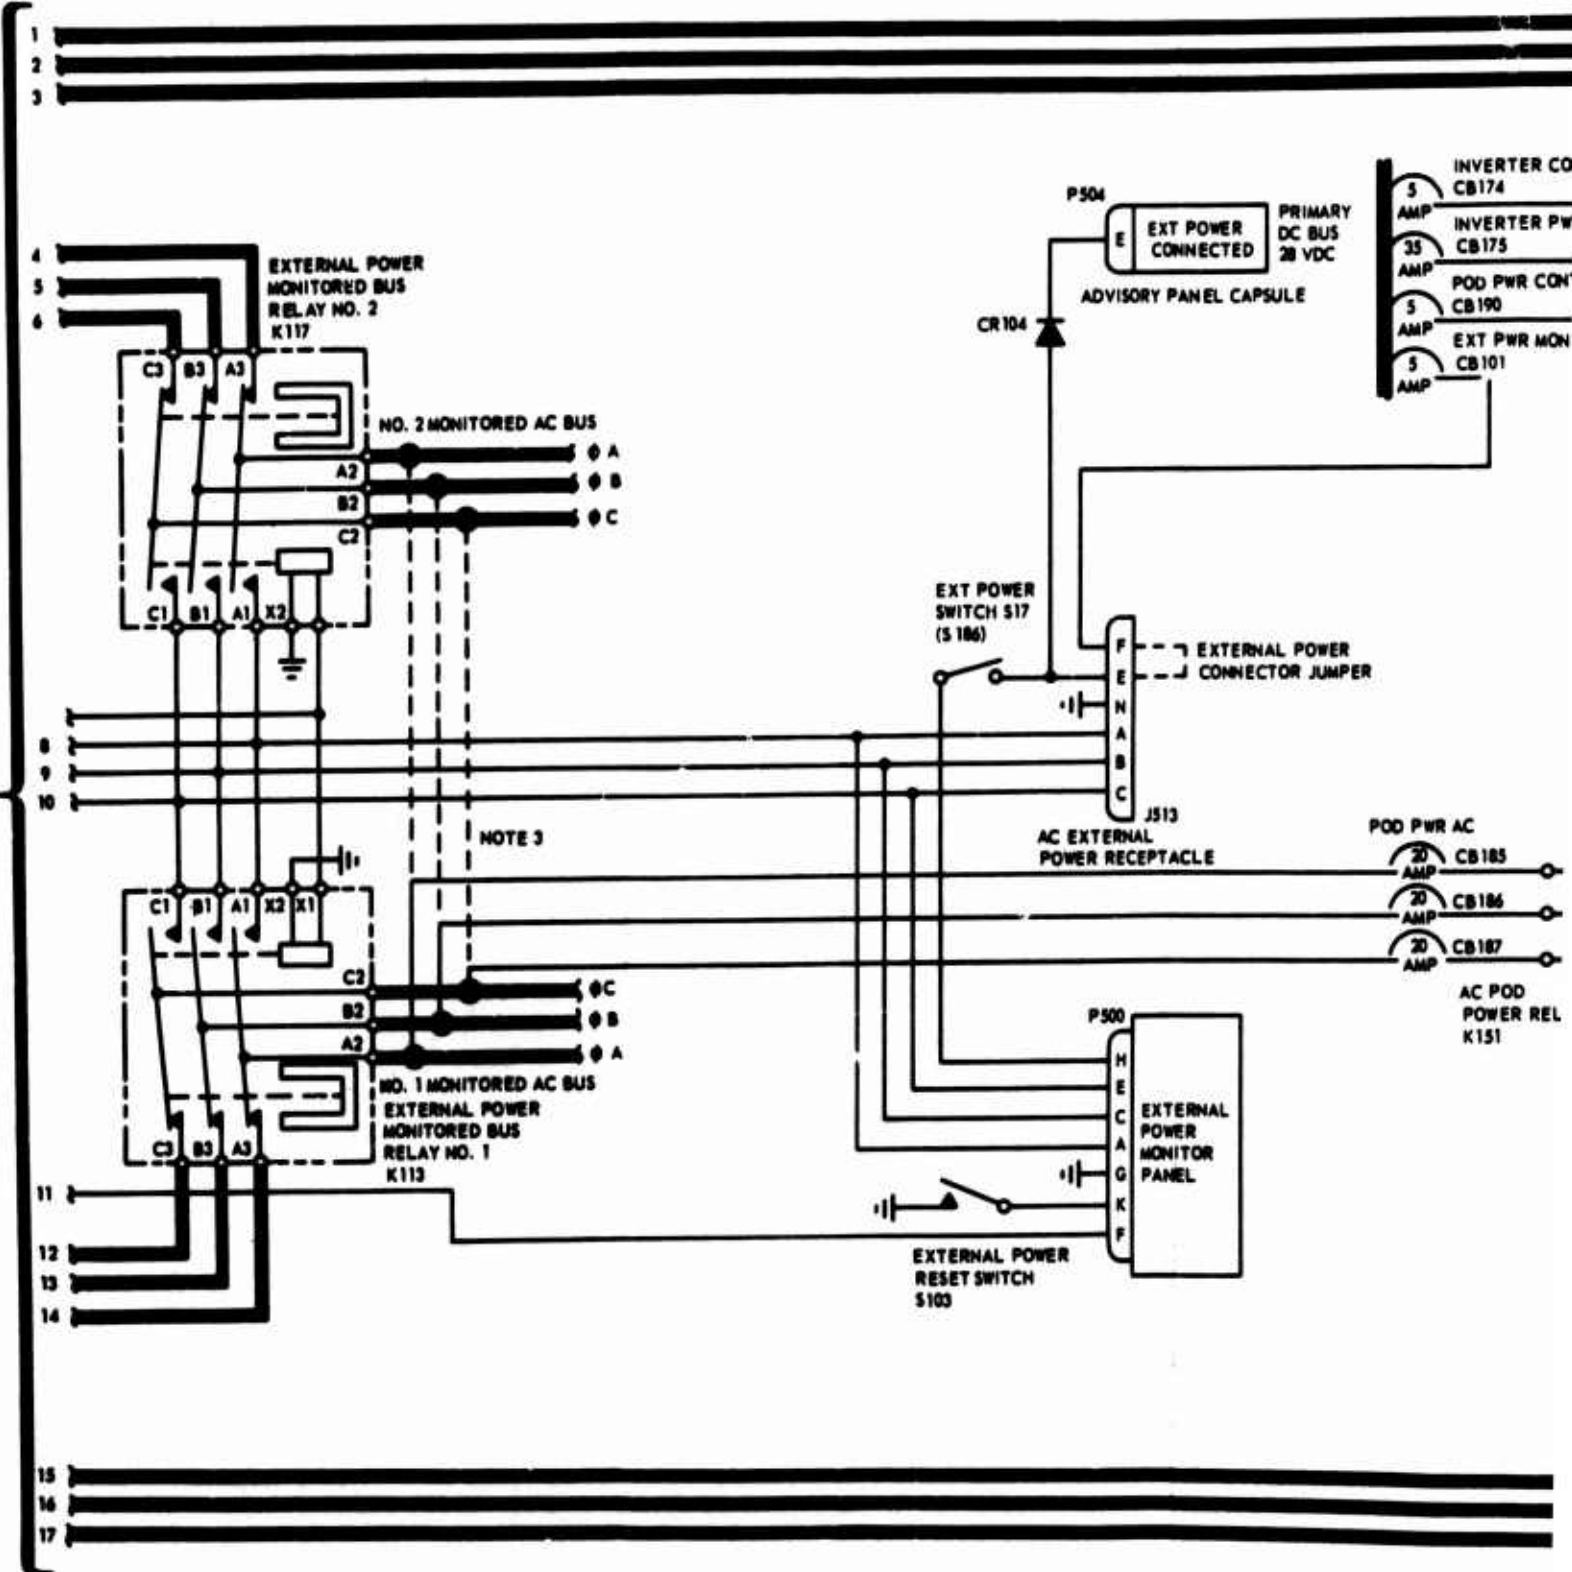 1
2
3
P504
E
EXT POWER
CONNECTED
PRIMARY
DC BUS
28 VDC
ADVISORY PANEL CAPSULE
CR104
5
AMP
INVERTER CO
CB174
35
AMP
INVERTER PW
CB175
5
AMP
POD PWR CON
CB190
5
AMP
EXT PWR MON
CB101
4
5
6
EXTERNAL POWER
MONITORED BUS
RELAY NO. 2
K117
C3 B3 A3
NO. 2 MONITORED AC BUS
A2
B2
C2
ϕ A
ϕ B
ϕ C
C1 B1 A1 X2
EXT POWER
SWITCH S17
(S 186)
F
E
N
A
B
C
EXTERNAL POWER
CONNECTOR JUMPER
J513
AC EXTERNAL
POWER RECEPTACLE
8
9
10
NOTE 3
POD PWR AC
20
AMP
CB185
20
AMP
CB186
20
AMP
CB187
AC POD
POWER REL
K151
C1 B1 A1 X2 X1
C2
B2
A2
ϕC
ϕ B
ϕ A
NO. 1 MONITORED AC BUS
EXTERNAL POWER
MONITORED BUS
RELAY NO. 1
K113
C3 B3 A3
P500
H
E
C
A
G
K
F
EXTERNAL
POWER
MONITOR
PANEL
EXTERNAL POWER
RESET SWITCH
S103
11
12
13
14
15
16
17